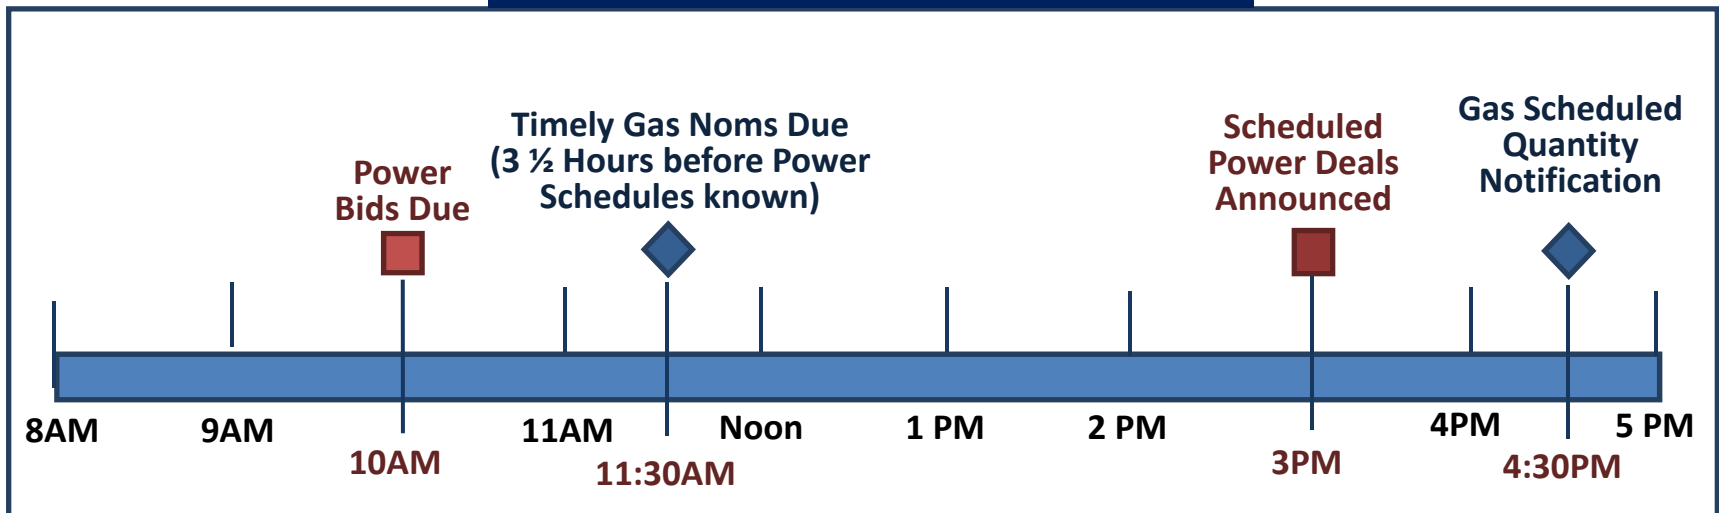 Power
Bids Due
Timely Gas Noms Due
(3 ½ Hours before Power
Schedules known)
Scheduled
Power Deals
Announced
Gas Scheduled
Quantity
Notification
8AM
9AM
10AM
11AM
11:30AM
Noon
1 PM
2 PM
3PM
4PM
4:30PM
5 PM